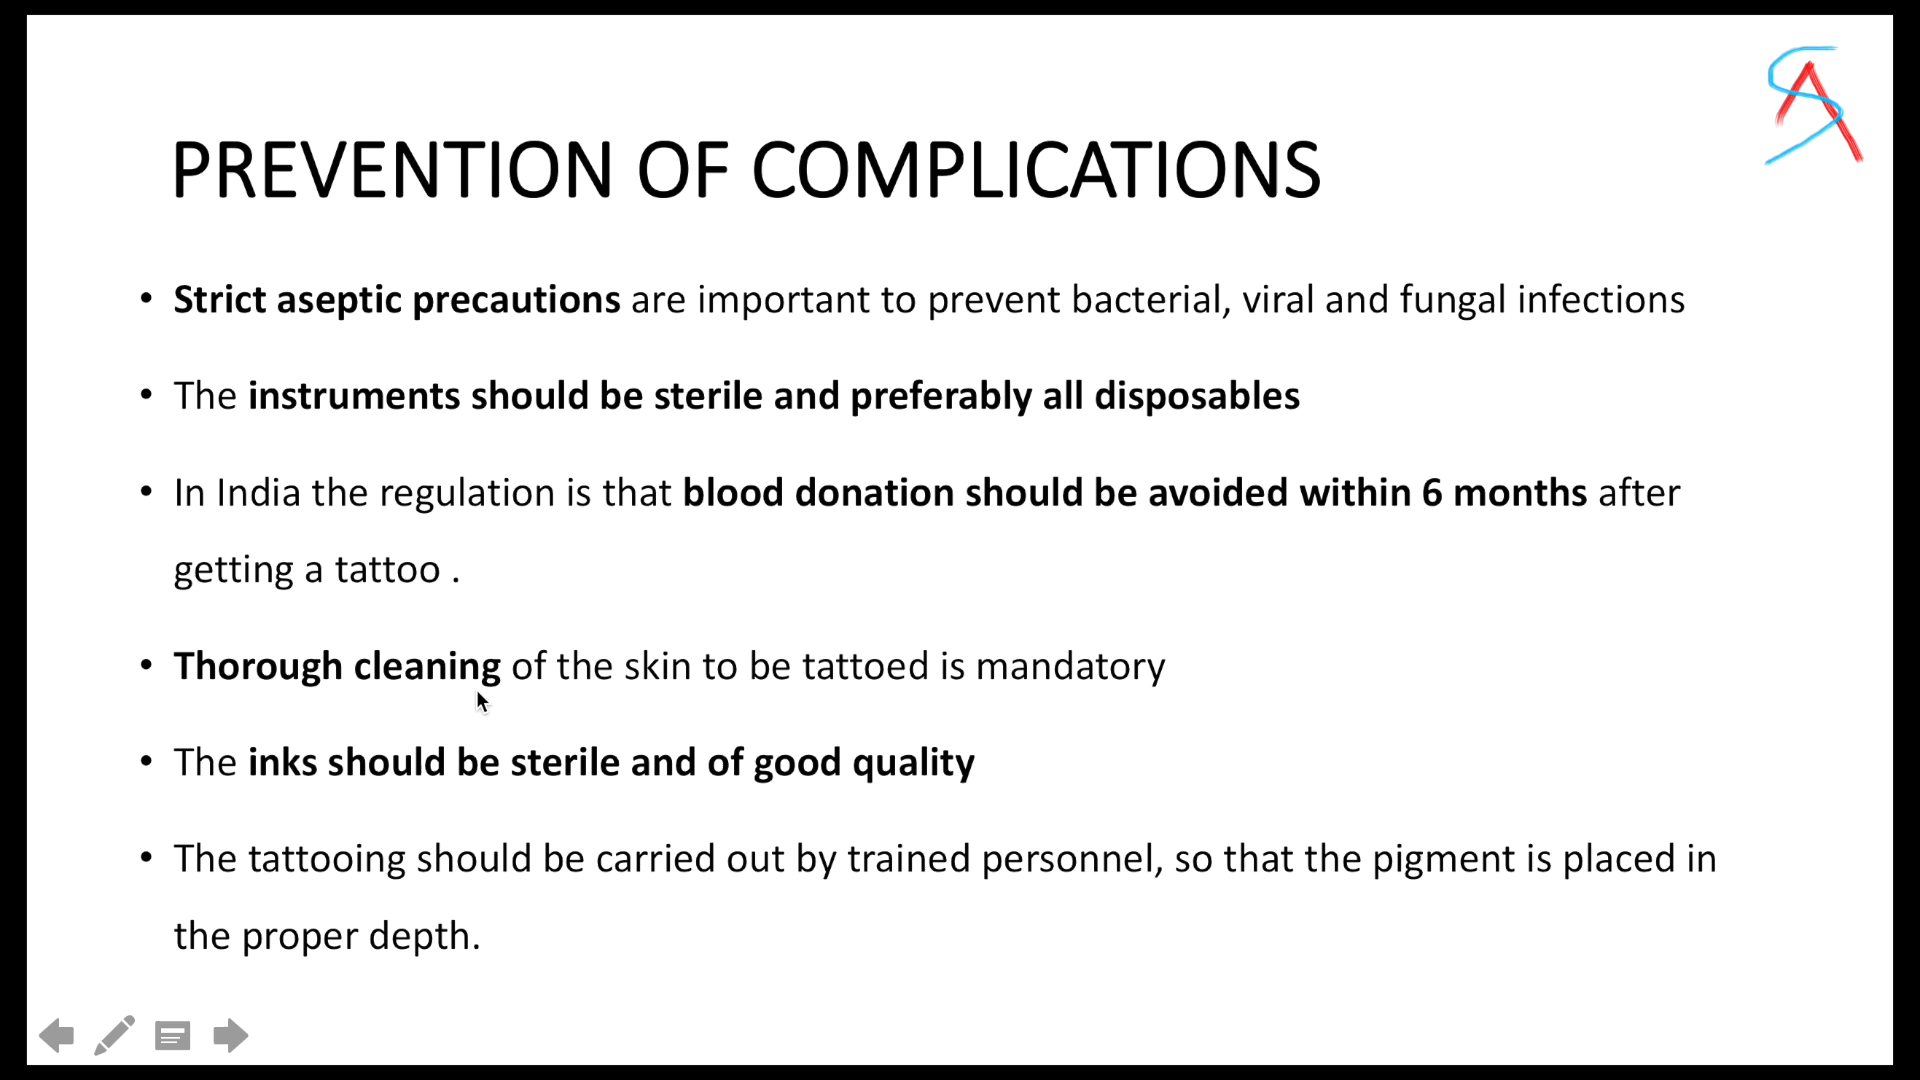 SA
PREVENTION OF COMPLICATIONS
• Strict aseptic precautions are important to prevent bacterial, viral and fungal infections
• The instruments should be sterile and preferably all disposables
• In India the regulation is that blood donation should be avoided within 6 months after
getting a tattoo .
• Thorough cleaning of the skin to be tattoed is mandatory
• The inks should be sterile and of good quality
• The tattooing should be carried out by trained personnel, so that the pigment is placed in
the proper depth.